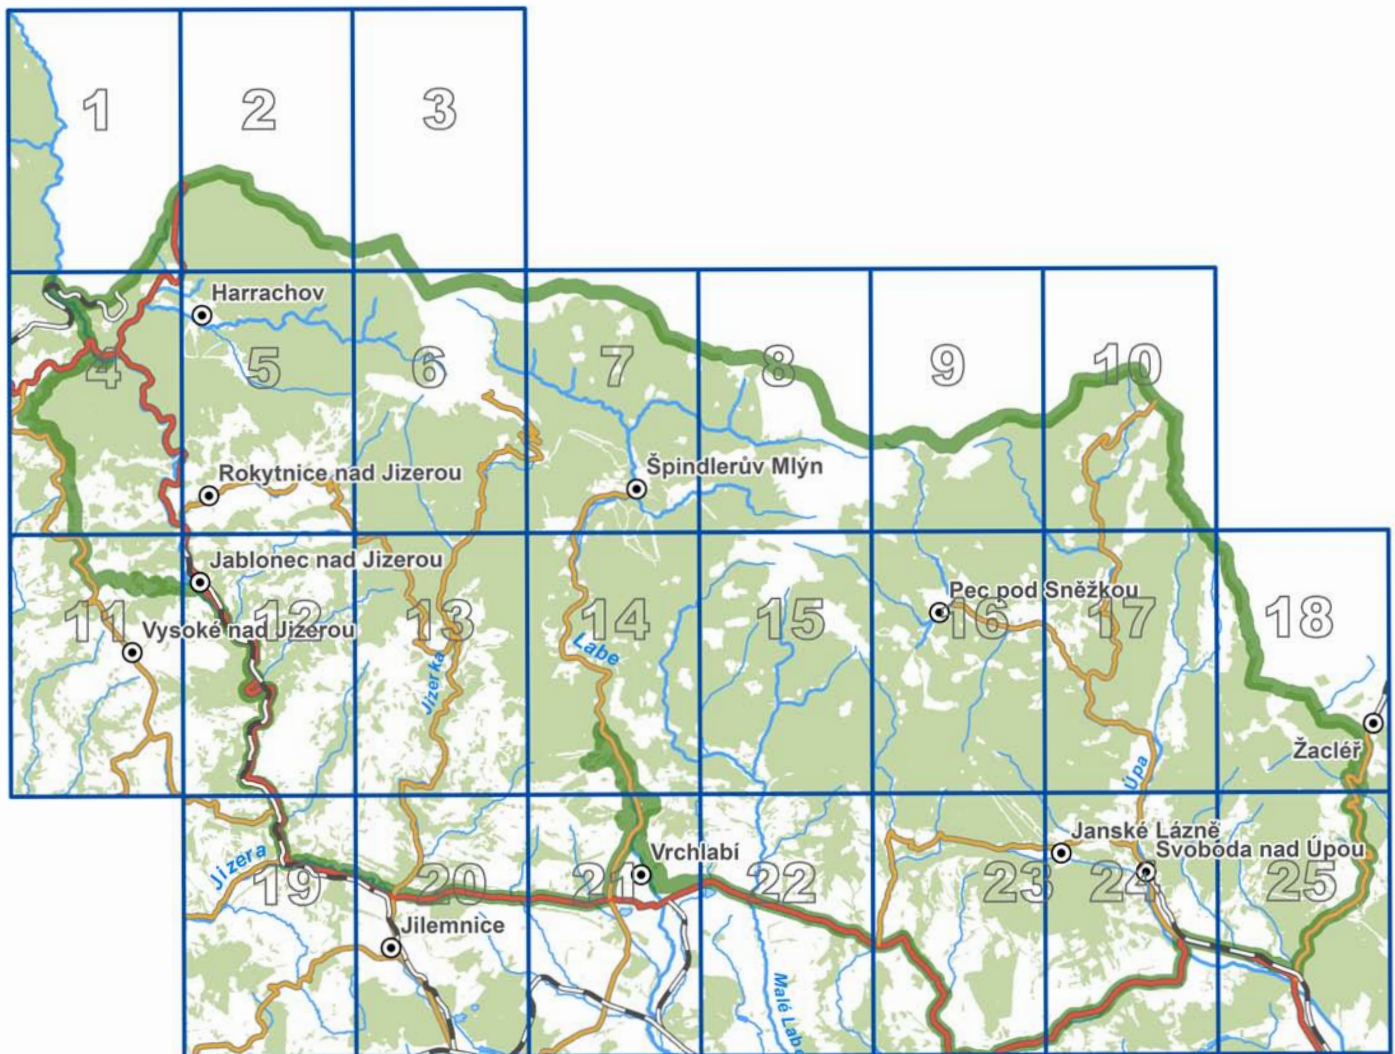 1
2
3
Harrachov
4
5
6
7
8
9
10
Rokytnice nad Jizerou
Špindlerův Mlýn
Jablonec nad Jizerou
Pec pod Sněžkou
11
12
13
14
15
16
17
18
Vysoké nad Jizerou
Labe
Jizerka
Žacléř
Úpa
Janské Lázně
Svoboda nad Úpou
Vrchlabí
Jizera
19
20
21
22
23
24
25
Jilemnice
Malé Labe